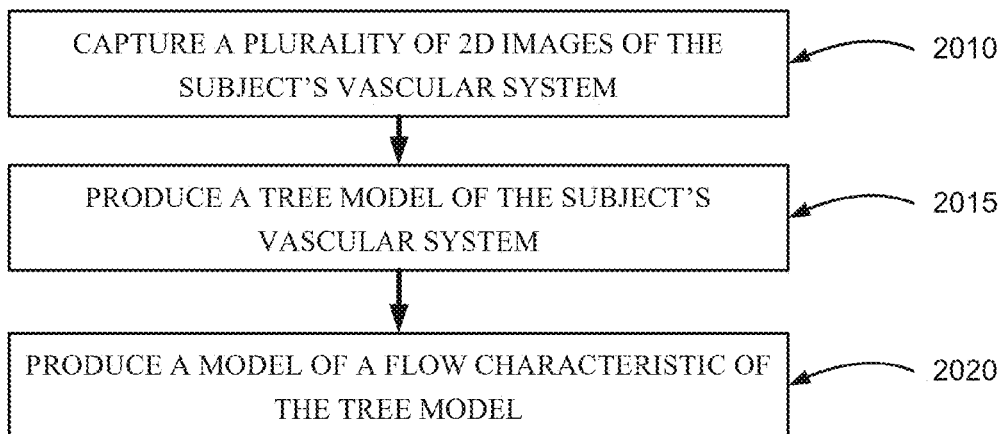 CAPTURE A PLURALITY OF 2D IMAGES OF THE
SUBJECT'S VASCULAR SYSTEM
2010
PRODUCE A TREE MODEL OF THE SUBJECT'S
VASCULAR SYSTEM
2015
PRODUCE A MODEL OF A FLOW CHARACTERISTIC OF
THE TREE MODEL
2020